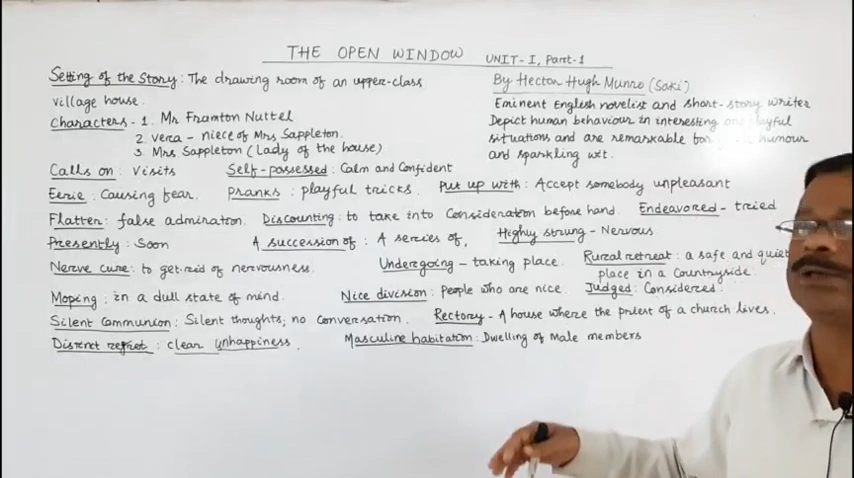 THE OPEN WINDOW UNIT-I, Part-1
Setting of the Story: The drawing room of an upper-class
village house.
By Hector Hugh Munro (Saki)
Eminent English novelist and short-story writer
Depict human behaviour in interesting and playful
situations and are remarkable for humour
and sparkling wit.
Characters - 1. Mr Framton Nuttel
2. Vera - niece of Mrs Sappleton.
3. Mrs. Sappleton (Lady of the house)
Calls on: Visits Self-possessed: Calm and Confident
Eerie: Causing fear. Pranks: playful tricks. Put up with: Accept somebody unpleasant
Flatter: false admiration. Discounting: to take into Consideration before hand. Endeavored - tried
Presently: Soon A succession of: A series of, Highly strung - Nervous
Nerve cure: to get rid of nervousness. Undergoing - taking place. Rural retreat: a safe and quiet
place in a Countryside.
Moping: in a dull state of mind. Nice division: People who are nice. Judged: Considered
Silent Communion: Silent thoughts; no conversation. Rectory - A house where the priest of a church lives.
Distinct regret: clear unhappiness. Masculine habitation: Dwelling of Male members